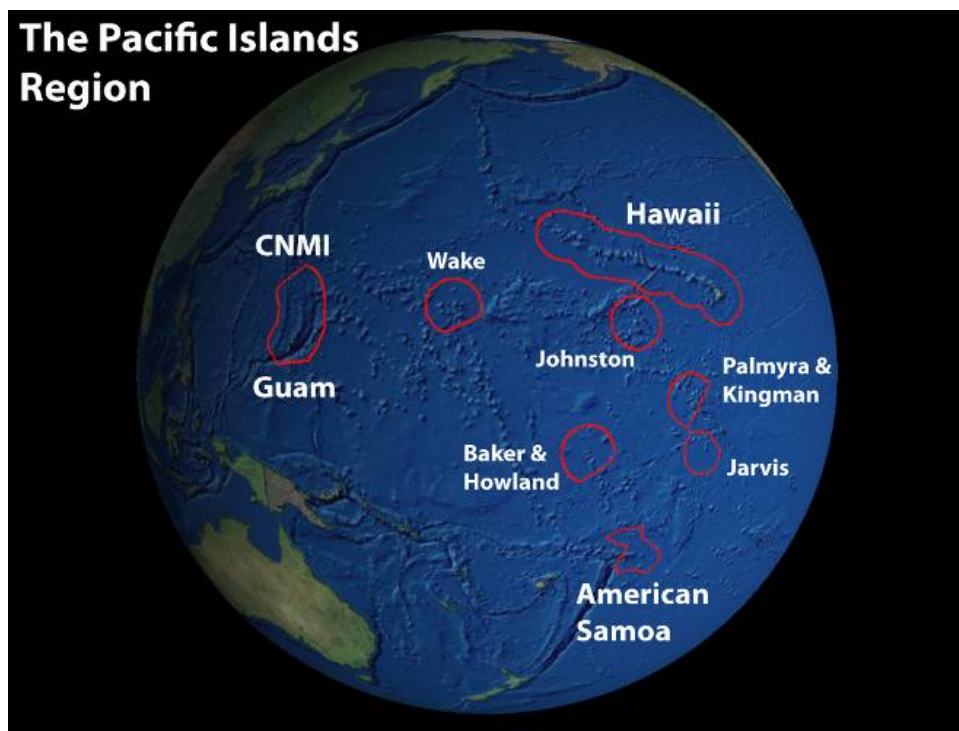 The Pacific Islands
Region
Hawaii
CNMI
Wake
Johnston
Guam
Palmyra &
Kingman
Baker &
Howland
Jarvis
American
Samoa